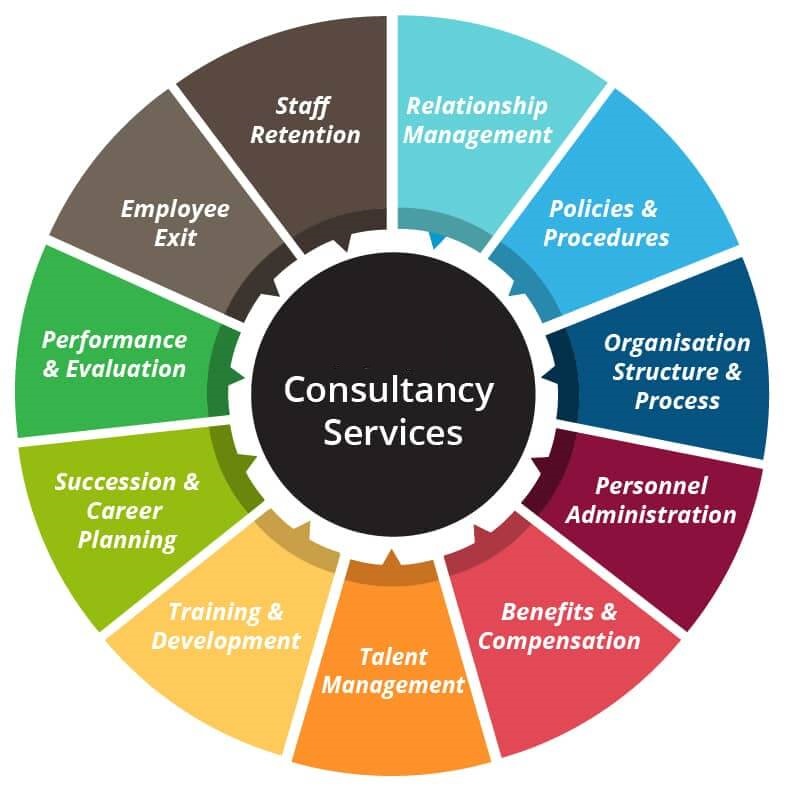 Staff
Retention
Relationship
Management
Policies &
Procedures
Organisation
Structure &
Process
Personnel
Administration
Benefits &
Compensation
Talent
Management
Training &
Development
Succession &
Career
Planning
Performance
& Evaluation
Employee
Exit
Consultancy
Services